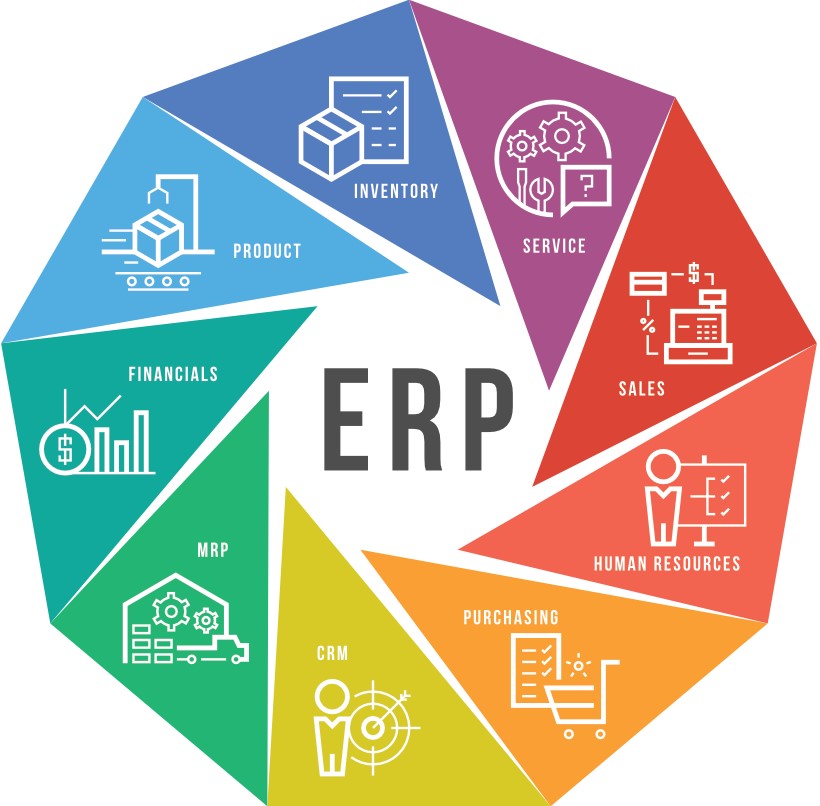 INVENTORY
SERVICE
PRODUCT
$
%
?
SALES
FINANCIALS
$
ERP
HUMAN RESOURCES
MRP
PURCHASING
CRM